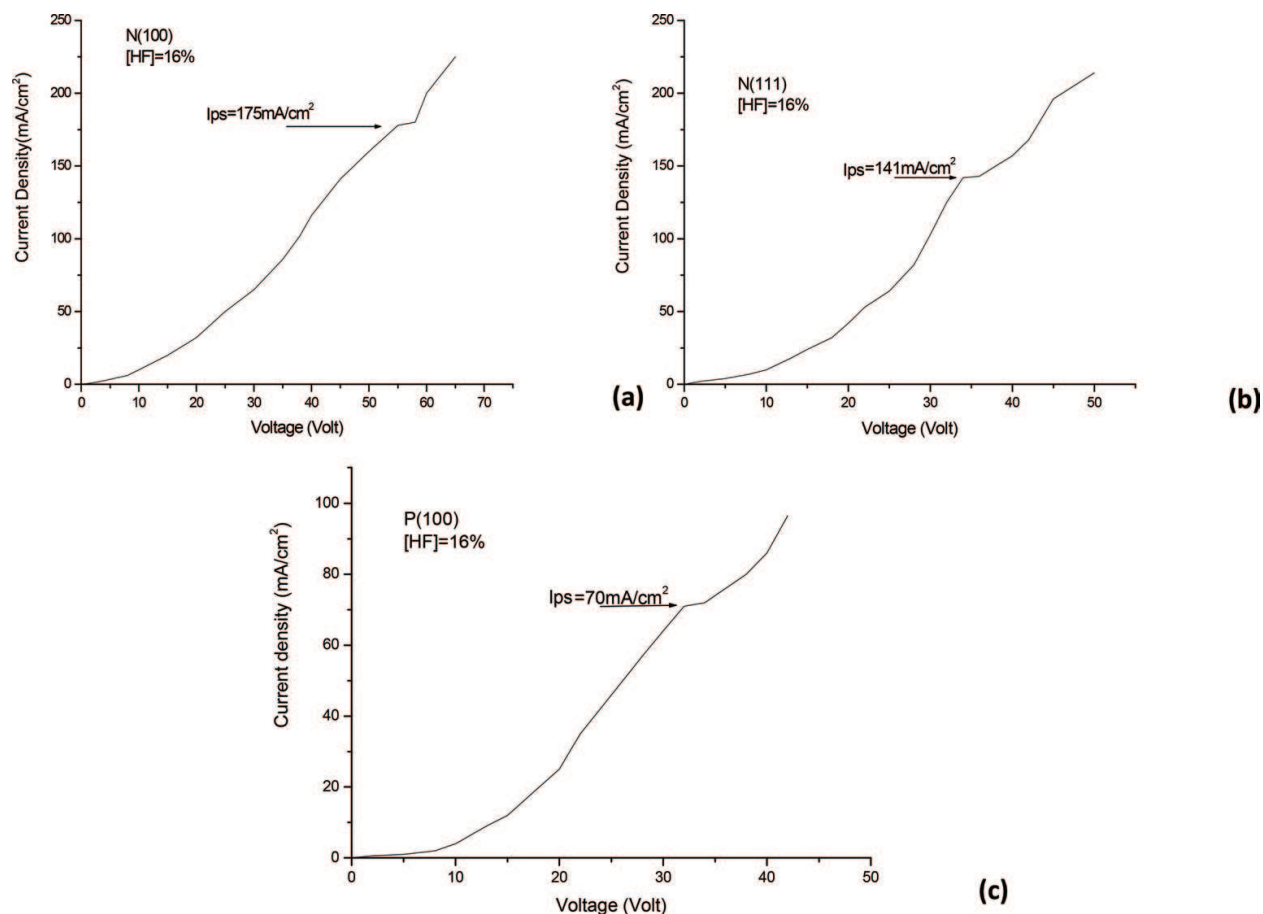 N(100)
[HF]=16%
Ips=175mA/cm²
Current Density(mA/cm²)
250
200
150
100
50
0
0 10 20 30 40 50 60 70
Voltage (Volt)
(a)
N(111)
[HF]=16%
Ips=141mA/cm²
Current Density (mA/cm²)
250
200
150
100
50
0
0 10 20 30 40 50
Voltage (Volt)
(b)
P(100)
[HF]=16%
Ips=70mA/cm²
Current density (mA/cm²)
100
80
60
40
20
0
0 10 20 30 40 50
Voltage (Volt)
(c)